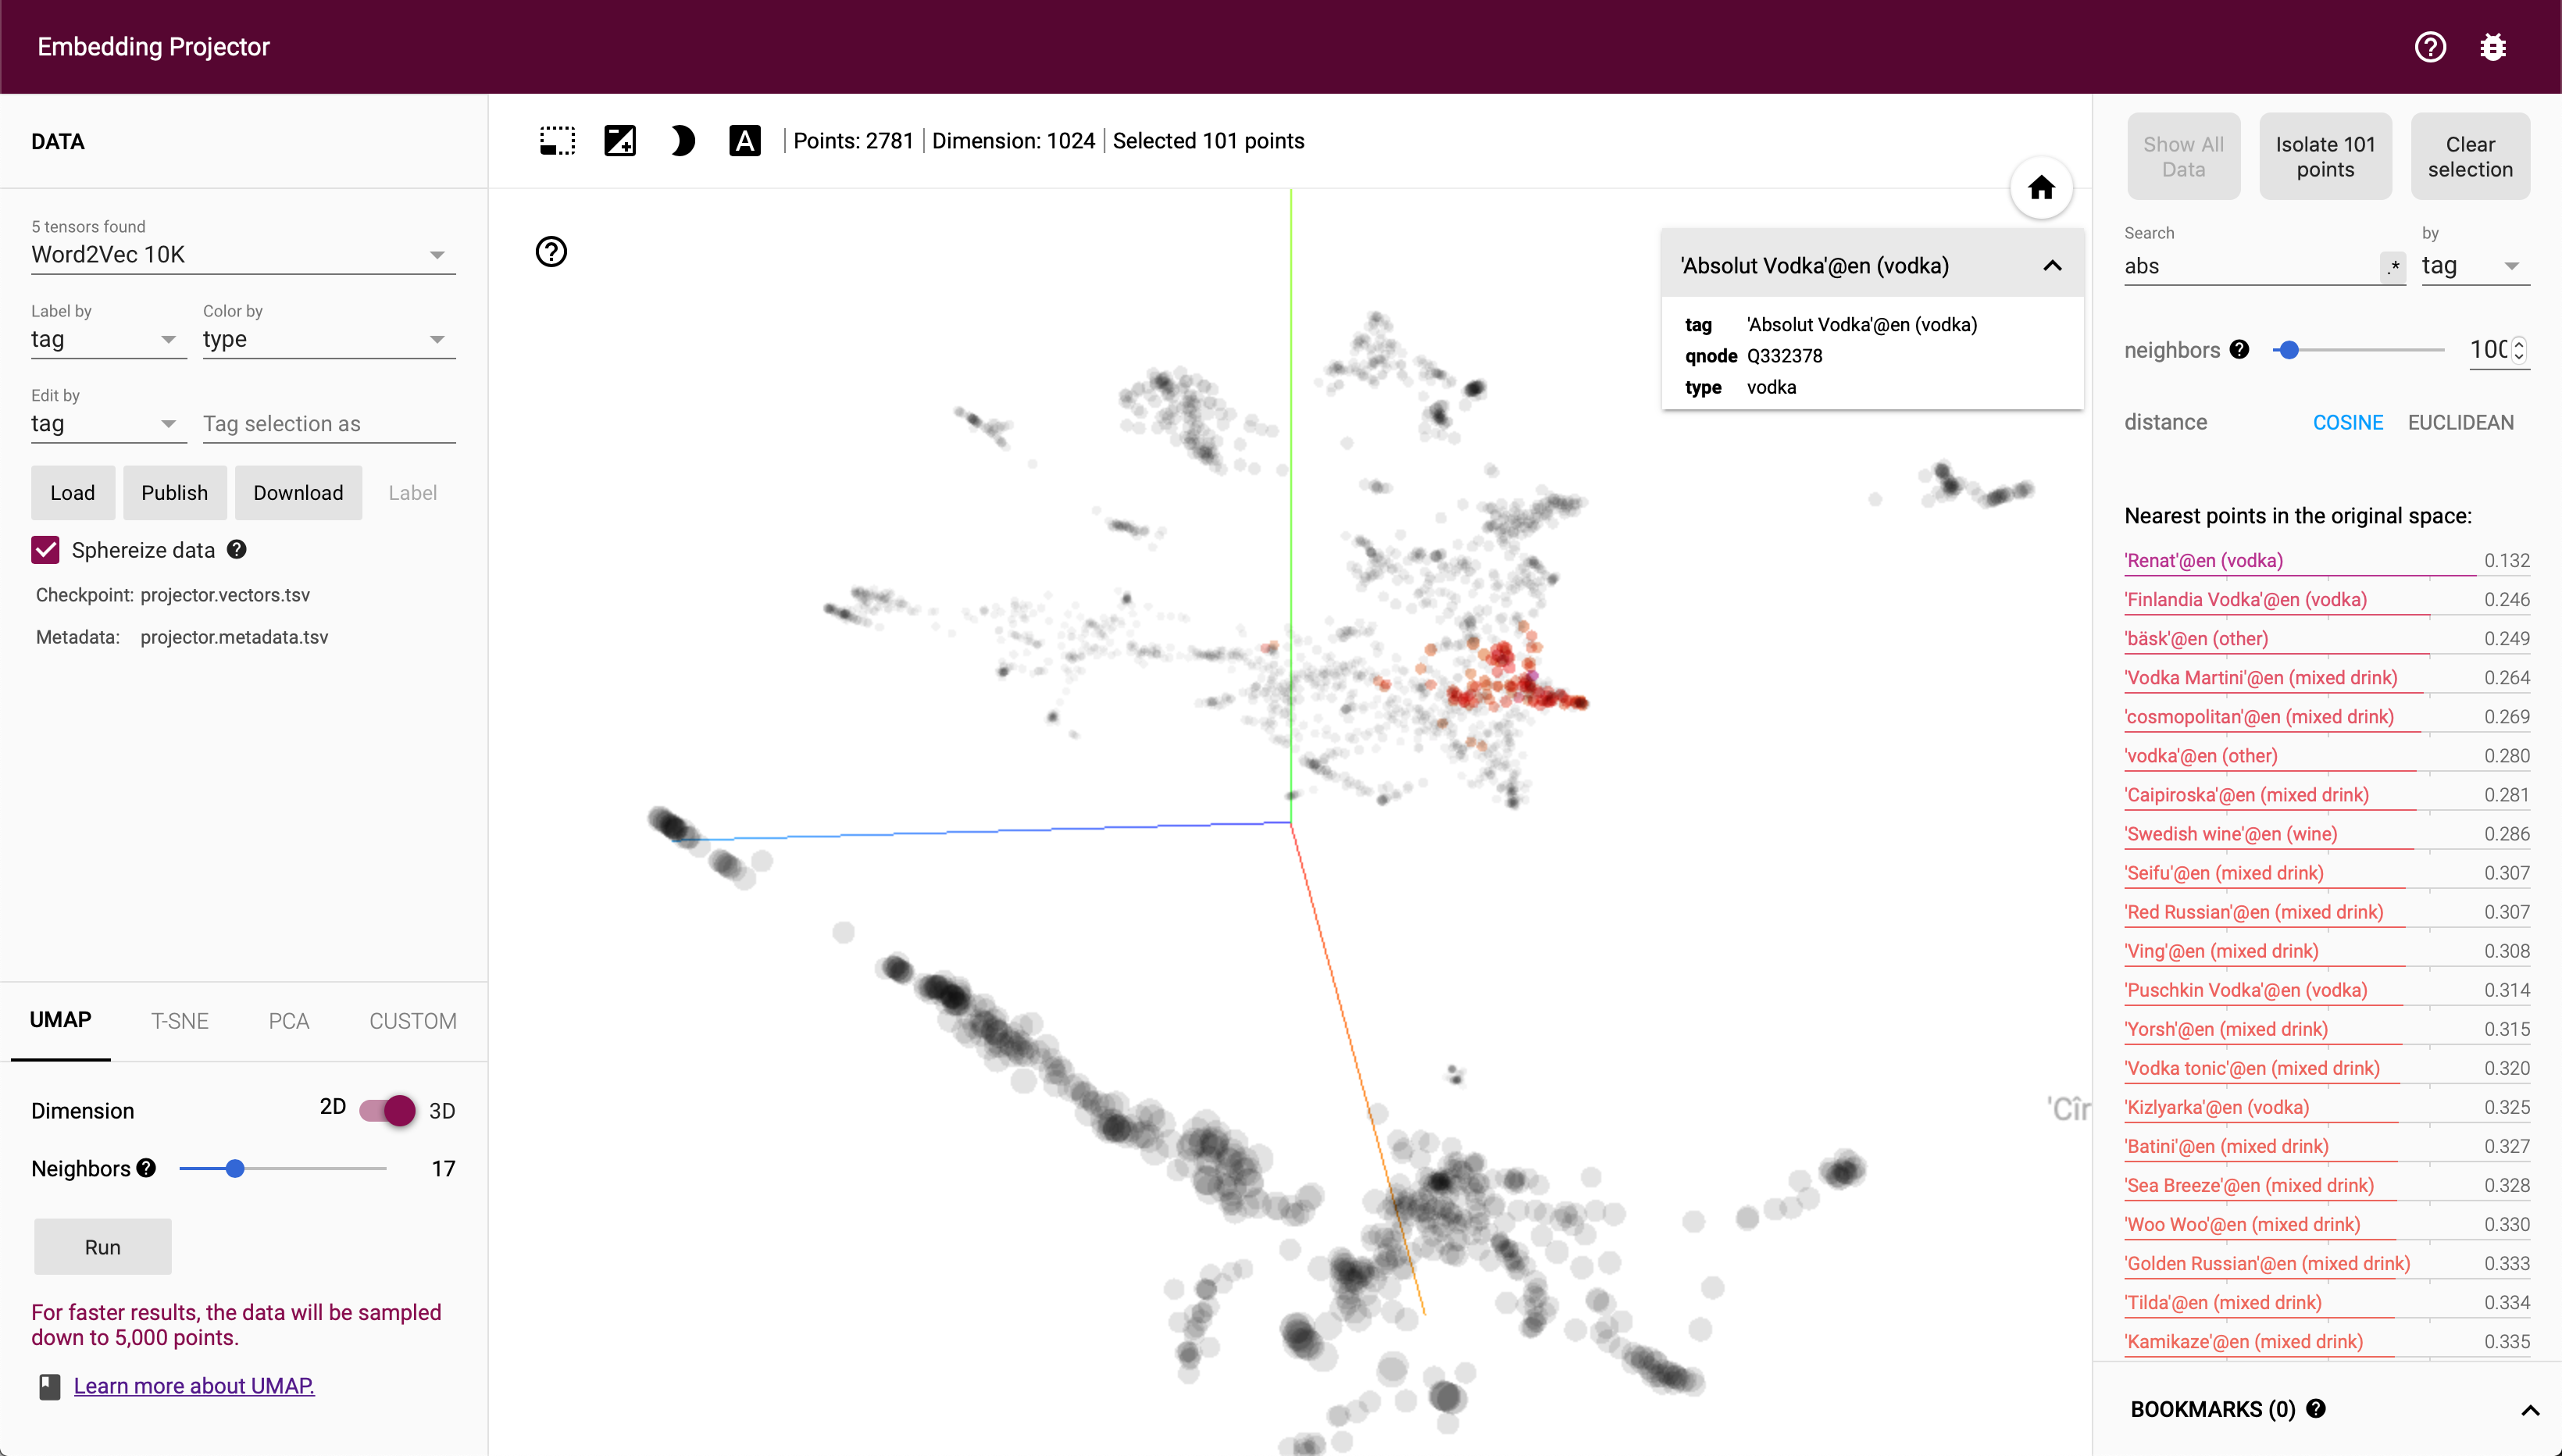 Embedding Projector
DATA
5 tensors found
Word2Vec 10K
Label by
Color by
tag
type
Edit by
tag
Tag selection as
Load
Publish
Download
Label
Sphereize data
Checkpoint: projector.vectors.tsv
Metadata: projector.metadata.tsv
UMAP
T-SNE
PCA
CUSTOM
Dimension
2D
3D
Neighbors
17
Run
For faster results, the data will be sampled
down to 5,000 points.
Learn more about UMAP.
A
Points: 2781
Dimension: 1024
Selected 101 points
'Absolut Vodka'@en (vodka)
tag 'Absolut Vodka'@en (vodka)
qnode Q332378
type vodka
'Cîr
Show All
Data
Isolate 101
points
Clear
selection
Search
by
abs
.*
tag
neighbors
100
distance
COSINE
EUCLIDEAN
Nearest points in the original space:
'Renat'@en (vodka) 0.132
'Finlandia Vodka'@en (vodka) 0.246
'bäsk'@en (other) 0.249
'Vodka Martini'@en (mixed drink) 0.264
'cosmopolitan'@en (mixed drink) 0.269
'vodka'@en (other) 0.280
'Caipiroska'@en (mixed drink) 0.281
'Swedish wine'@en (wine) 0.286
'Seifu'@en (mixed drink) 0.307
'Red Russian'@en (mixed drink) 0.307
'Ving'@en (mixed drink) 0.308
'Puschkin Vodka'@en (vodka) 0.314
'Yorsh'@en (mixed drink) 0.315
'Vodka tonic'@en (mixed drink) 0.320
'Kizlyarka'@en (vodka) 0.325
'Batini'@en (mixed drink) 0.327
'Sea Breeze'@en (mixed drink) 0.328
'Woo Woo'@en (mixed drink) 0.330
'Golden Russian'@en (mixed drink) 0.333
'Tilda'@en (mixed drink) 0.334
'Kamikaze'@en (mixed drink) 0.335
BOOKMARKS (0)